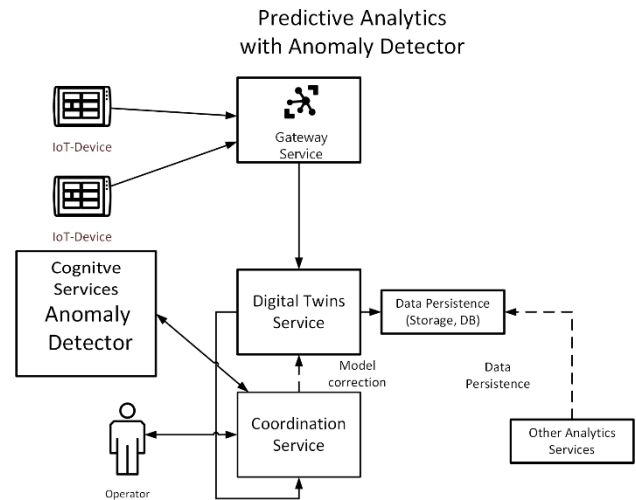 Predictive Analytics
with Anomaly Detector
Gateway
Service
IoT-Device
IoT-Device
Cognitve
Services
Anomaly
Detector
Digital Twins
Service
Data Persistence
(Storage, DB)
Model
correction
Data
Persistence
Coordination
Service
Other Analytics
Services
Operator